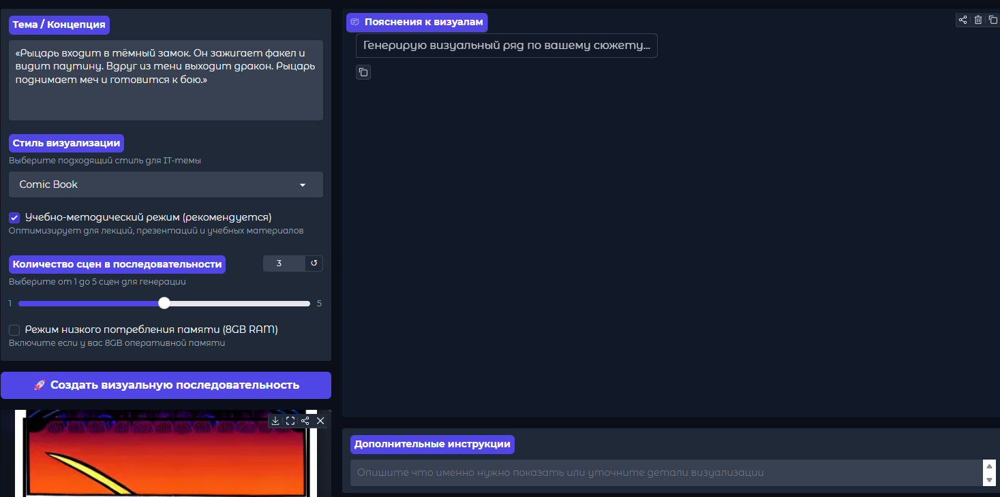 Тема / Концепция
«Рыцарь входит в тёмный замок. Он зажигает факел и
видит паутину. Вдруг из тени выходит дракон. Рыцарь
поднимает меч и готовится к бою.»
Стиль визуализации
Выберите подходящий стиль для IT-темы
Comic Book
Учебно-методический режим (рекомендуется)
Оптимизирует для лекций, презентаций и учебных материалов
Количество сцен в последовательности
3
Выберите от 1 до 5 сцен для генерации
1
5
Режим низкого потребления памяти (8GB RAM)
Включите если у вас 8GB оперативной памяти
🚀 Создать визуальную последовательность
Пояснения к визуалам
Генерирую визуальный ряд по вашему сюжету...
Дополнительные инструкции
Опишите что именно нужно показать или уточните детали визуализации